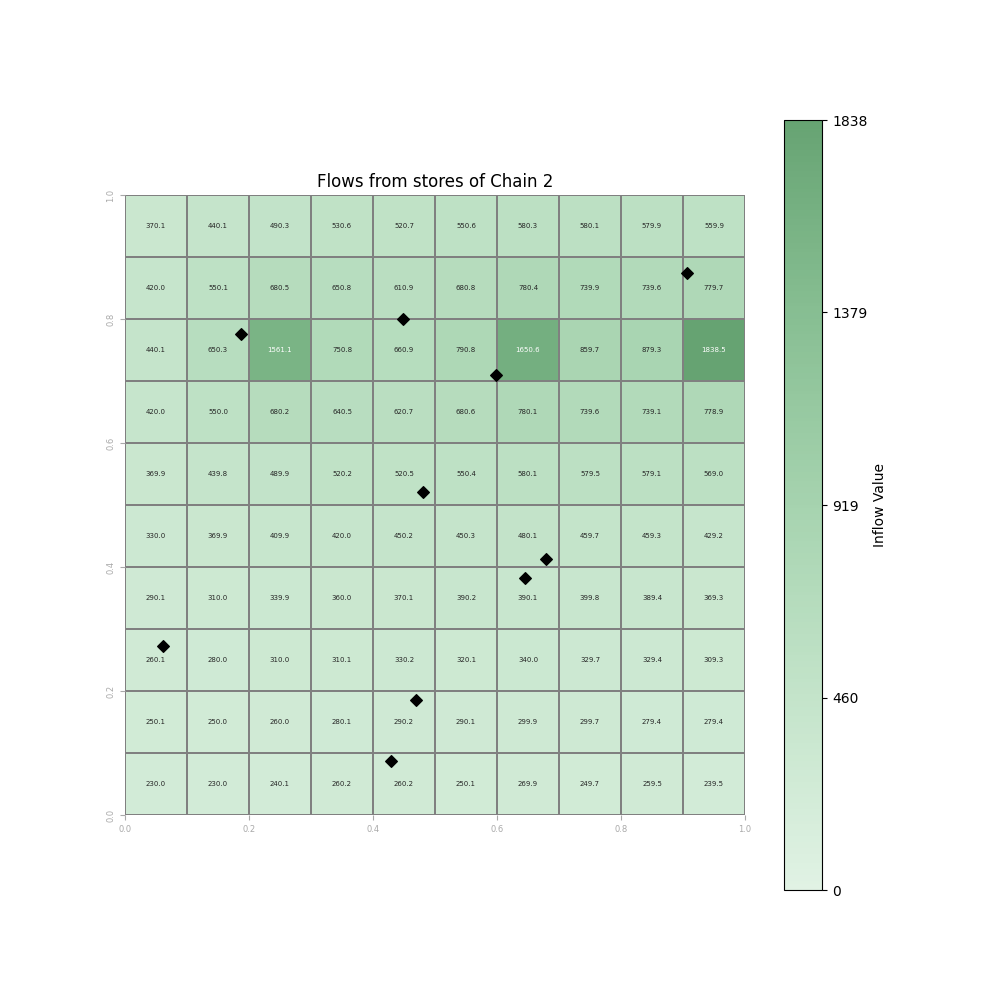 Flows from stores of Chain 2
1.0
370.1 440.1 490.3 530.6 520.7 550.6 580.3 580.1 579.9 559.9
420.0 550.1 680.5 650.8 610.9 680.8 780.4 739.9 739.6 779.7
0.8
440.1 650.3 1561.1 750.8 660.9 790.8 1650.6 859.7 879.3 1838.5
420.0 550.0 680.2 640.5 620.7 680.6 780.1 739.6 739.1 778.9
0.6
369.9 439.8 489.9 520.2 520.5 550.4 580.1 579.5 579.1 569.0
330.0 369.9 409.9 420.0 450.2 450.3 480.1 459.7 459.3 429.2
0.4
290.1 310.0 339.9 360.0 370.1 390.2 390.1 399.8 389.4 369.3
260.1 280.0 310.0 310.1 330.2 320.1 340.0 329.7 329.4 309.3
0.2
250.1 250.0 260.0 280.1 290.2 290.1 299.9 299.7 279.4 279.4
230.0 230.0 240.1 260.2 260.2 250.1 269.9 249.7 259.5 239.5
0.0
0.0 0.2 0.4 0.6 0.8 1.0
1838
1379
919
460
0
Inflow Value